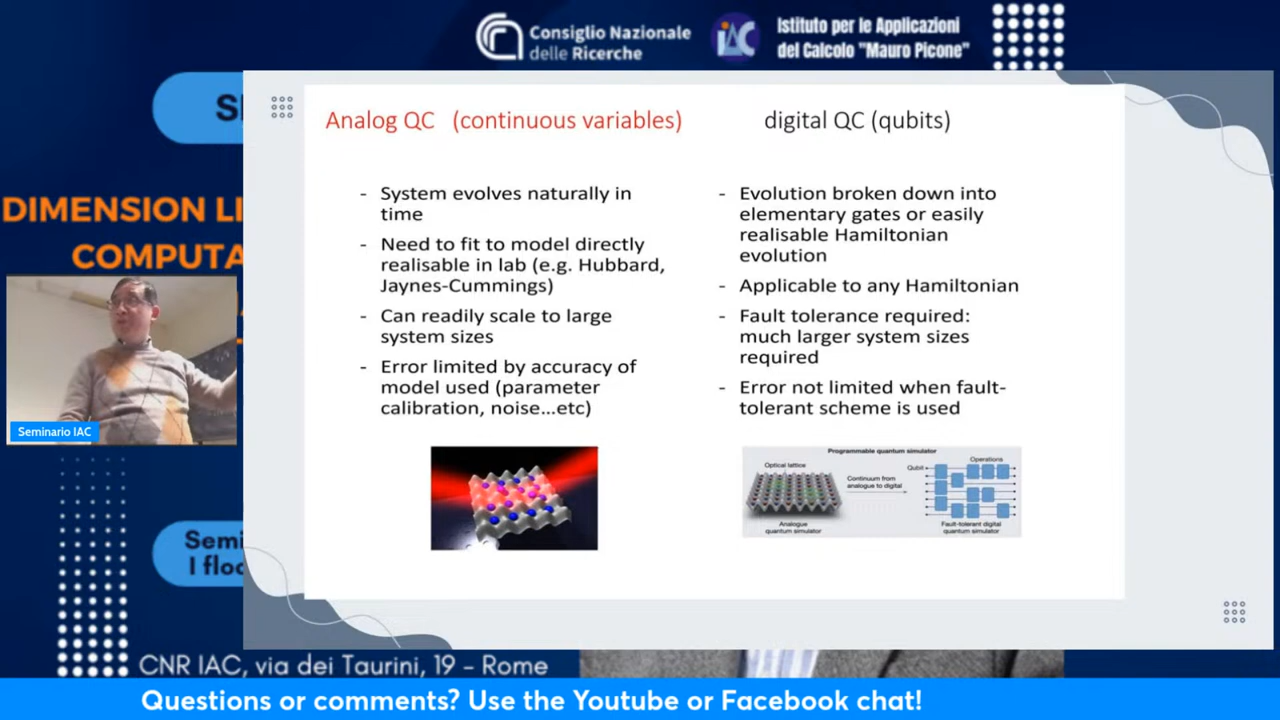 Consiglio Nazionale
delle Ricerche
iAC
Istituto per le Applicazioni
del Calcolo "Mauro Picone"
DIMENSION LI
COMPUTA
Seminario IAC
Semi
I floo
Analog QC (continuous variables)
- System evolves naturally in
time
- Need to fit to model directly
realisable in lab (e.g. Hubbard,
Jaynes-Cummings)
- Can readily scale to large
system sizes
- Error limited by accuracy of
model used (parameter
calibration, noise...etc)
digital QC (qubits)
- Evolution broken down into
elementary gates or easily
realisable Hamiltonian
evolution
- Applicable to any Hamiltonian
- Fault tolerance required:
much larger system sizes
required
- Error not limited when fault-
tolerant scheme is used
Programmable quantum simulator
Optical lattice
Continuum from
analogue to digital
Qubit
Operations
Analogue
quantum simulator
Fault-tolerant digital
quantum simulator
CNR IAC, via dei Taurini, 19 – Rome
Questions or comments? Use the Youtube or Facebook chat!